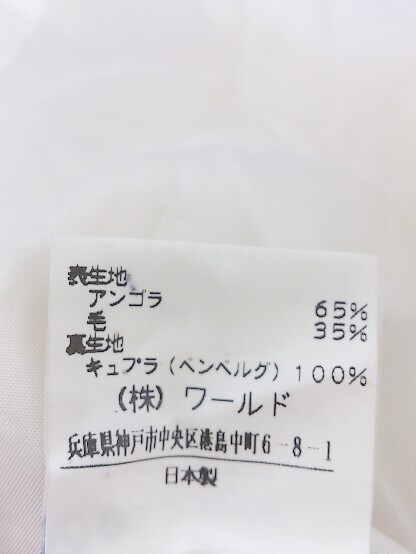 表生地
アンゴラ 65%
毛 35%
裏生地
キュプラ（ベンベルグ）100%
（株）ワールド
兵庫県神戸市中央区港島中町6-8-1
日本製